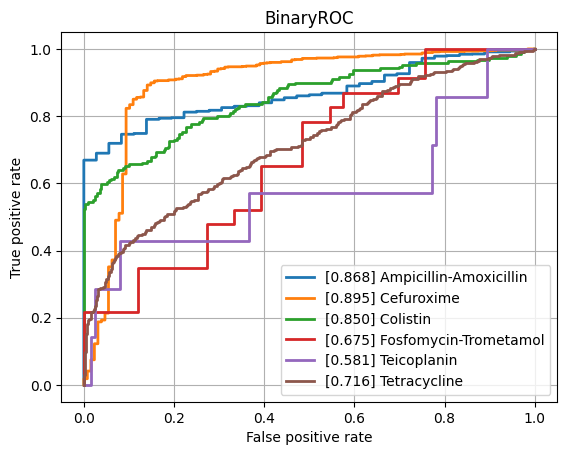 BinaryROC
True positive rate
1.0
0.8
0.6
0.4
0.2
0.0
[0.868] Ampicillin-Amoxicillin
[0.895] Cefuroxime
[0.850] Colistin
[0.675] Fosfomycin-Trometamol
[0.581] Teicoplanin
[0.716] Tetracycline
0.0 0.2 0.4 0.6 0.8 1.0
False positive rate